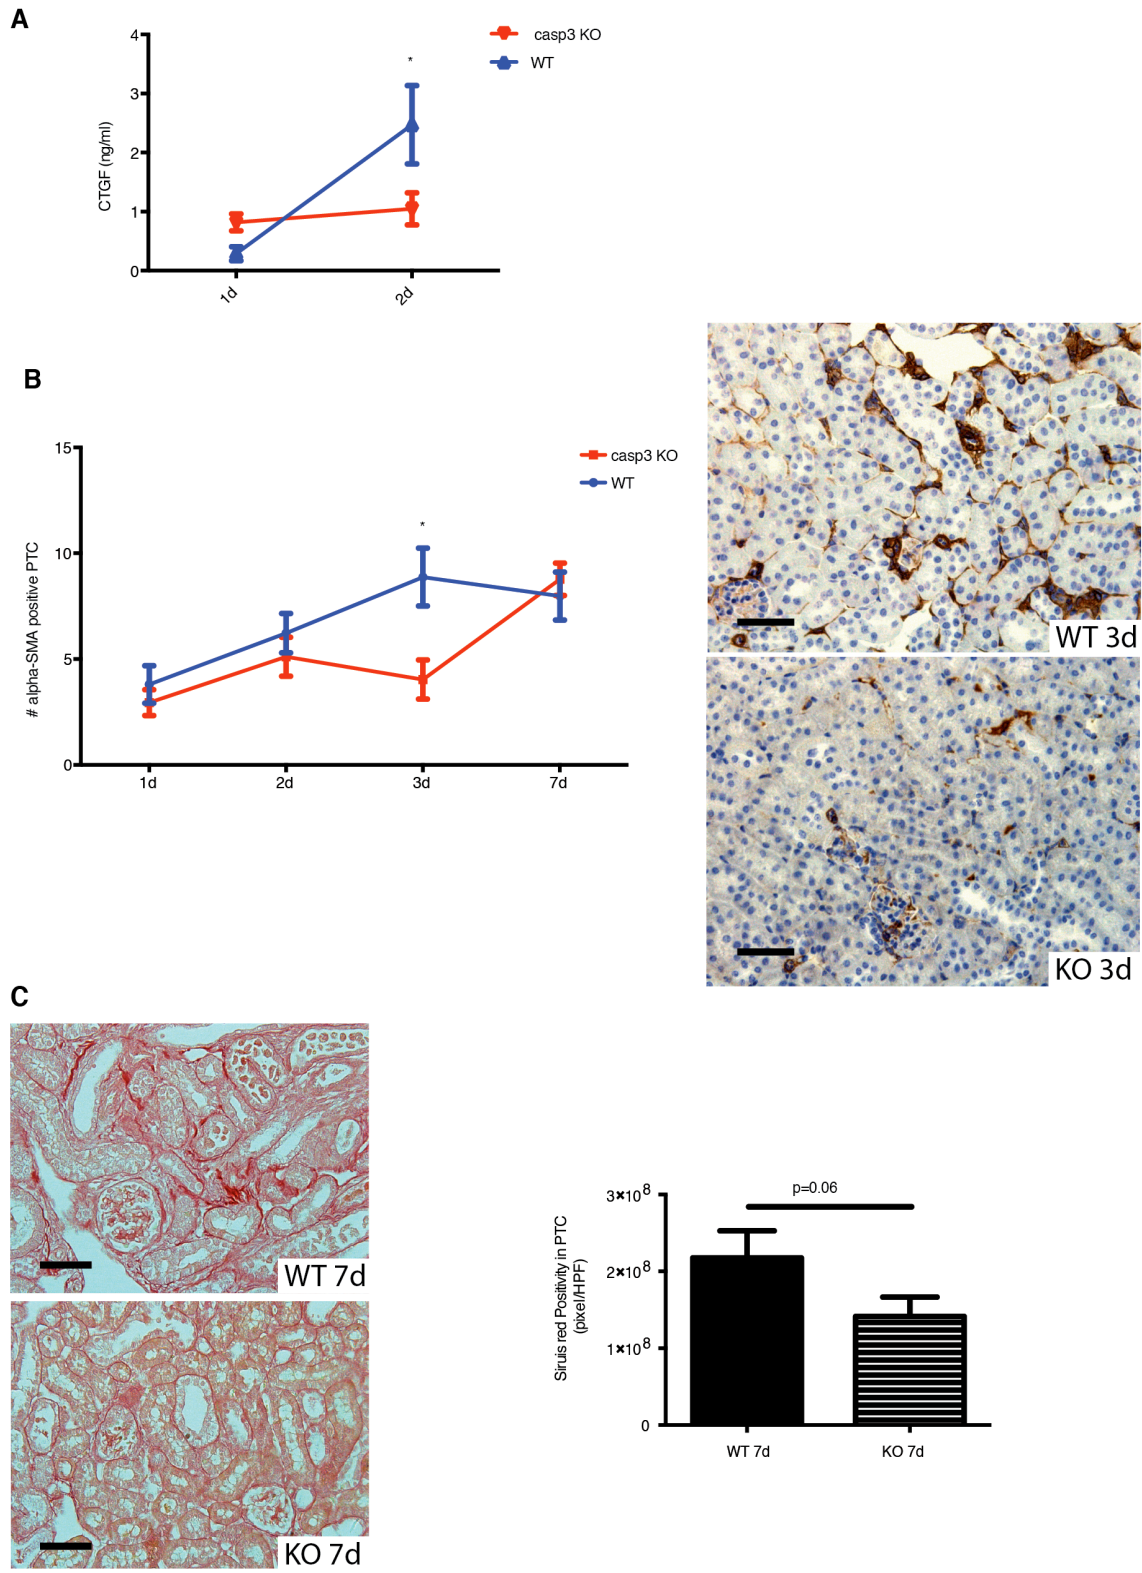 A
casp3 KO
WT
*
4
3
2
1
0
CTGF (ng/ml)
1d
2d
B
casp3 KO
WT
*
15
10
5
0
# alpha-SMA positive PTC
1d
2d
3d
7d
WT 3d
KO 3d
C
WT 7d
KO 7d
p=0.06
3×10⁸
2×10⁸
1×10⁸
0
Siruis red Positivity in PTC
(pixel/HPF)
WT 7d
KO 7d